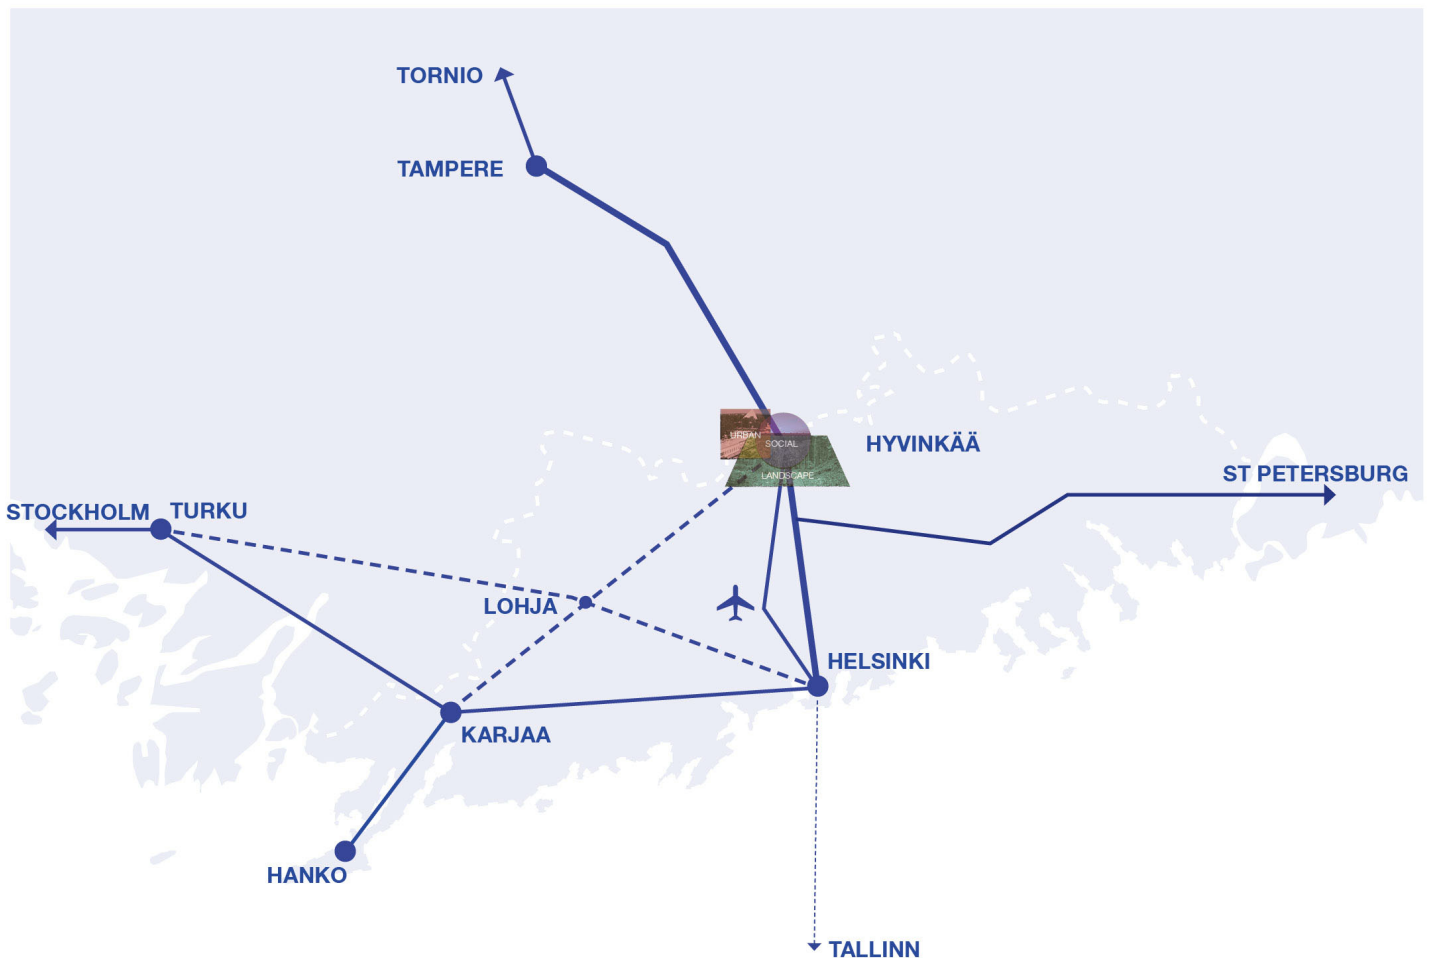 TORNIO
TAMPERE
URBAN
SOCIAL
HYVINKÄÄ
LANDSCAPE
ST PETERSBURG
STOCKHOLM
TURKU
LOHJA
HELSINKI
KARJAA
HANKO
TALLINN